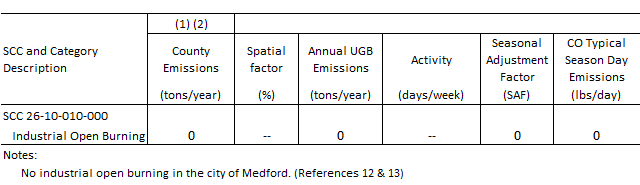 (1) (2)
SCC and Category Description
County Emissions (tons/year)
Spatial factor (%)
Annual UGB Emissions (tons/year)
Activity (days/week)
Seasonal Adjustment Factor (SAF)
CO Typical Season Day Emissions (lbs/day)
SCC 26-10-010-000
Industrial Open Burning 0 -- 0 -- 0 0
Notes:
No industrial open burning in the city of Medford. (References 12 & 13)